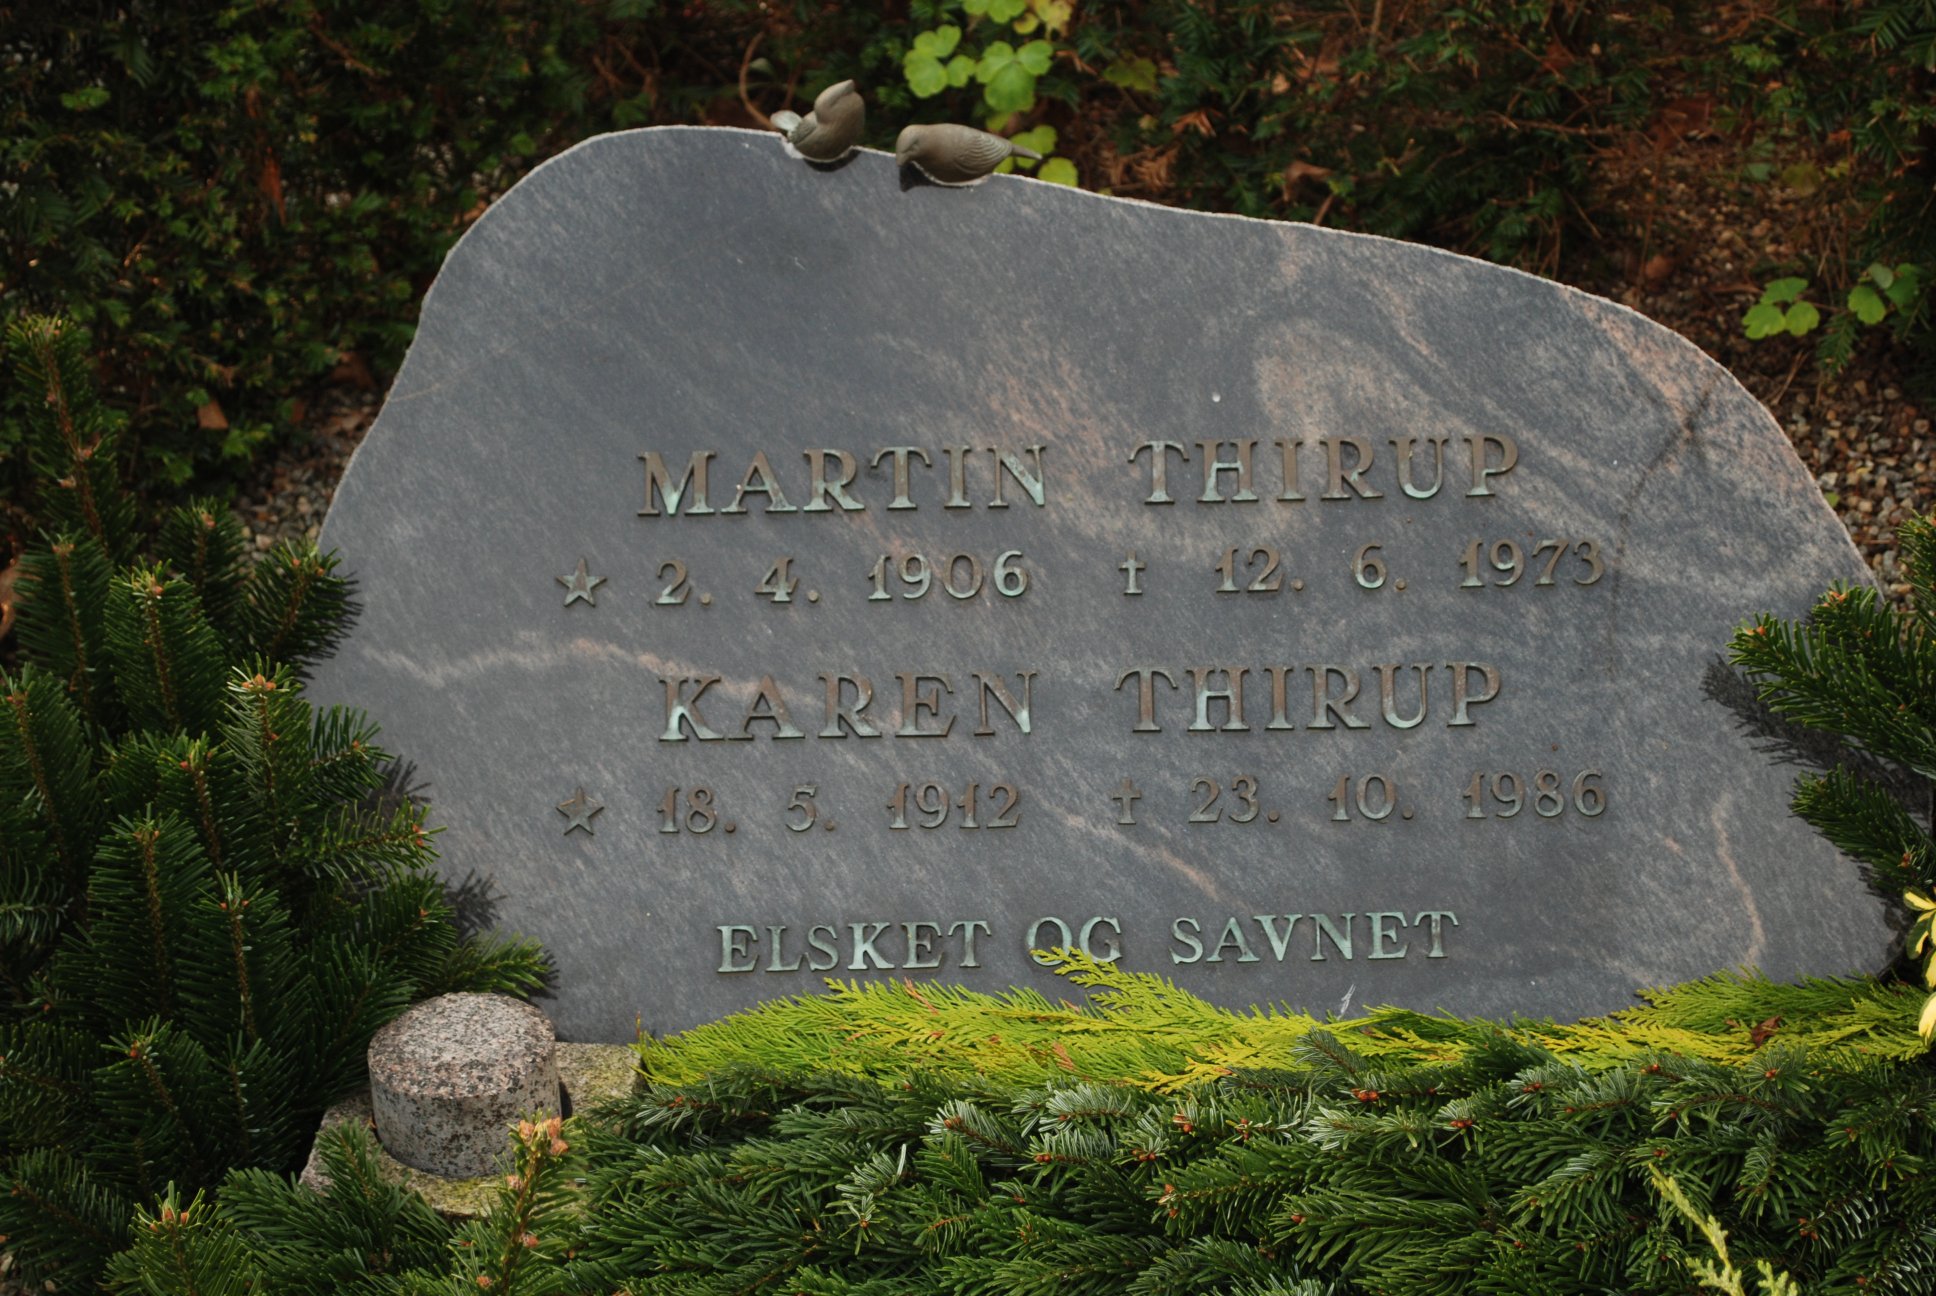 MARTIN THIRUP
★ 2. 4. 1906 † 12. 6. 1973
KAREN THIRUP
★ 18. 5. 1912 † 23. 10. 1986
ELSKET OG SAVNET